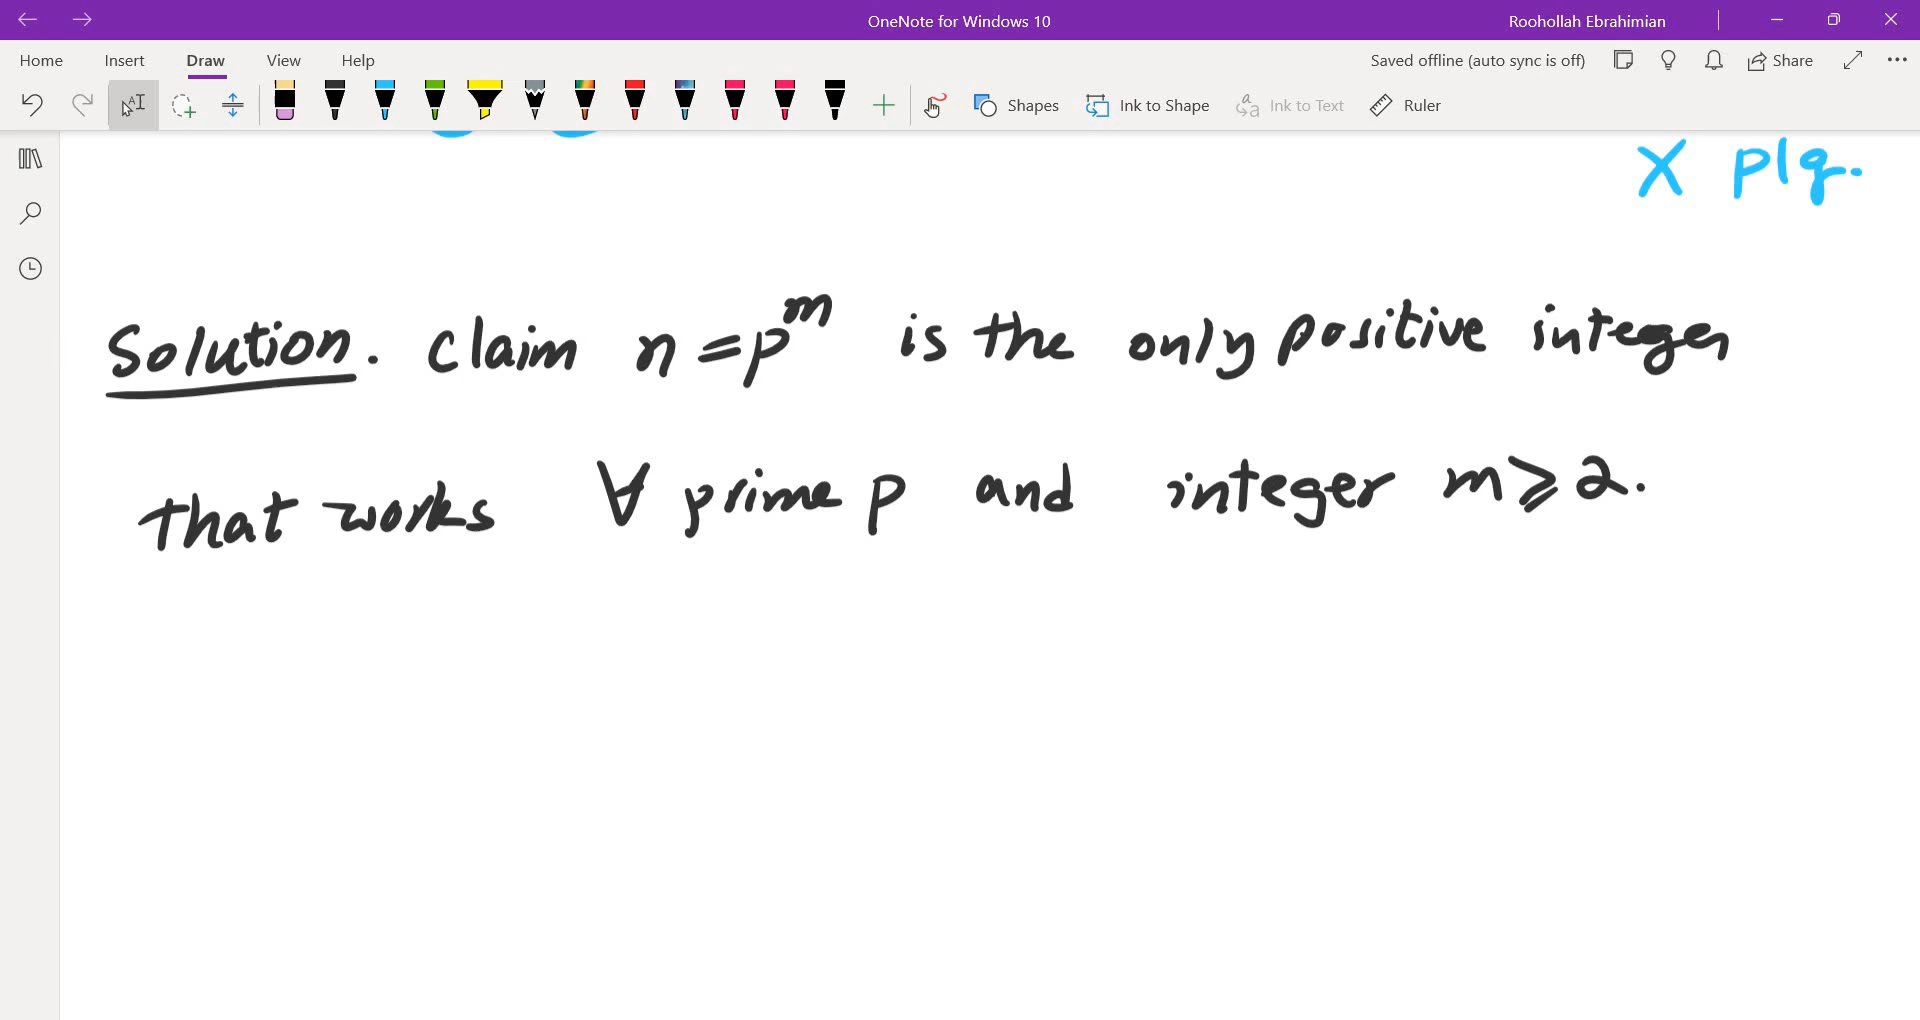 OneNote for Windows 10
Roohollah Ebrahimian
Home Insert Draw View Help
Saved offline (auto sync is off) Share
Shapes Ink to Shape Ink to Text Ruler
X p|q.
Solution. Claim n = p^m is the only positive integer
that works ∀ prime p and integer m ⩾ 2.